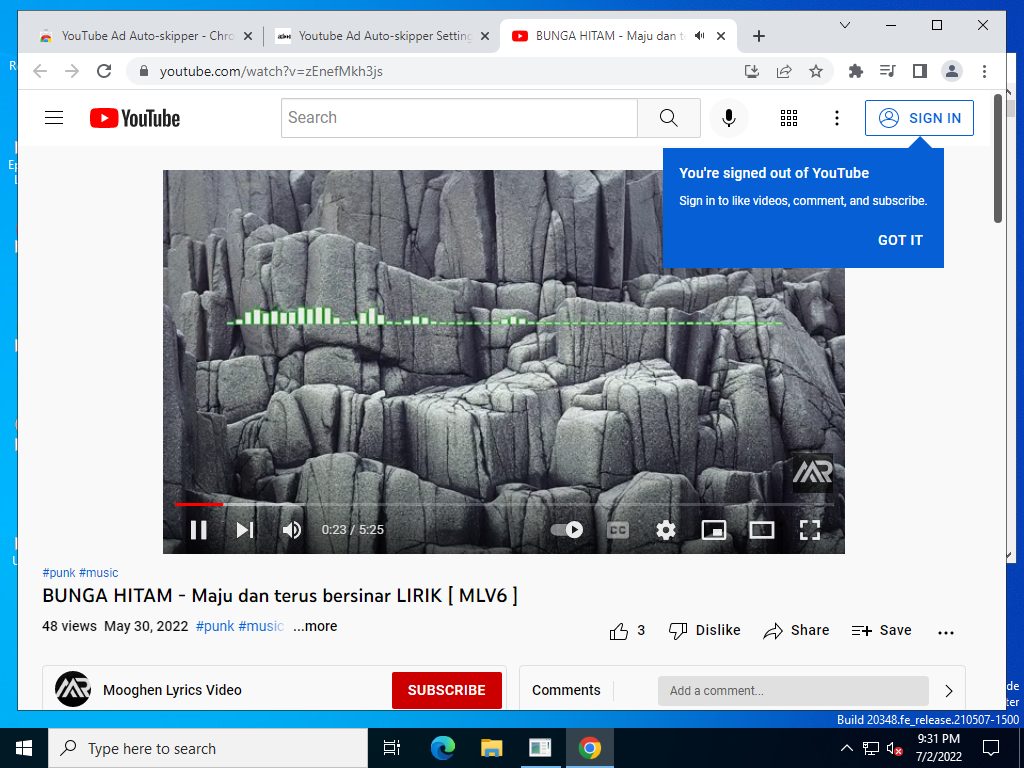 YouTube Ad Auto-skipper - Chro
Youtube Ad Auto-skipper Setting
BUNGA HITAM - Maju dan t
youtube.com/watch?v=zEnefMkh3js
YouTube
Search
SIGN IN
You're signed out of YouTube
Sign in to like videos, comment, and subscribe.
GOT IT
MR
0:23 / 5:25
CC
#punk #music
BUNGA HITAM - Maju dan terus bersinar LIRIK [ MLV6 ]
48 views May 30, 2022 #punk #music ...more
3
Dislike
Share
Save
Mooghen Lyrics Video
SUBSCRIBE
Comments
Add a comment...
Build 20348.fe_release.210507-1500
Type here to search
9:31 PM
7/2/2022